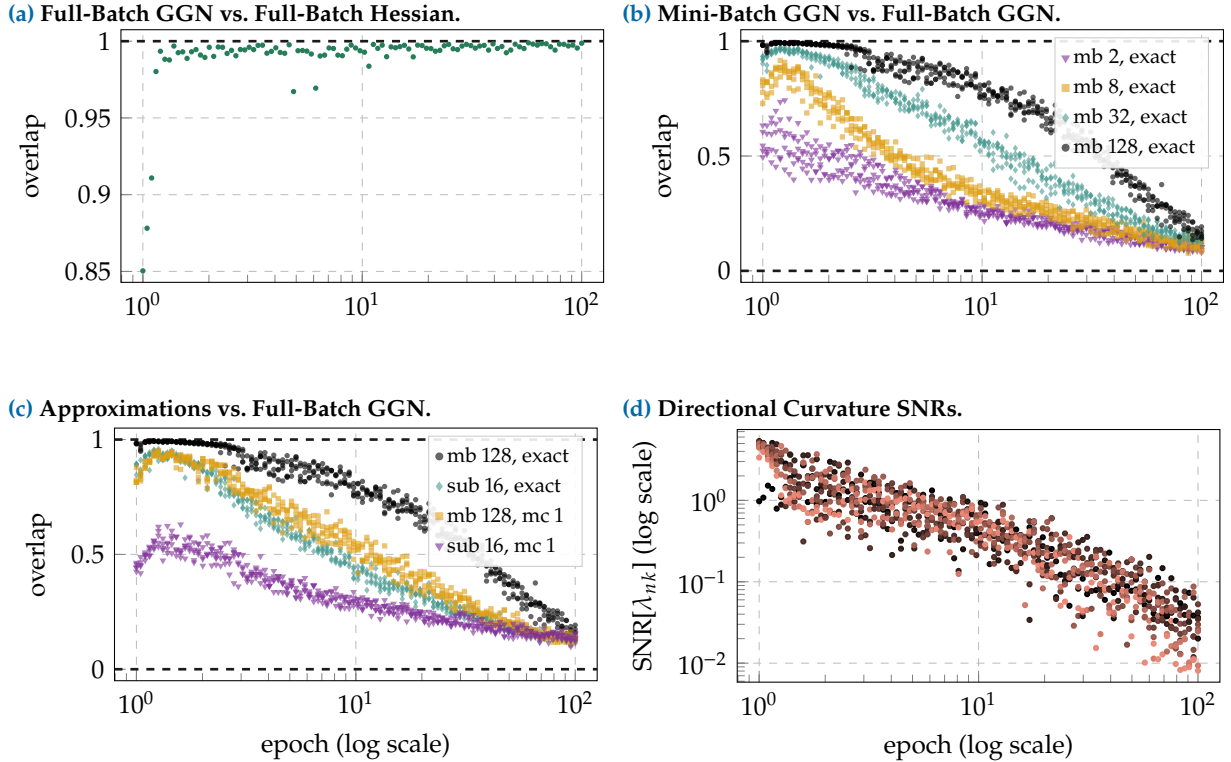 (a) Full-Batch GGN vs. Full-Batch Hessian.
1
0.95
0.9
0.85
overlap
10^0
10^1
10^2
(b) Mini-Batch GGN vs. Full-Batch GGN.
1
0.5
0
overlap
mb 2, exact
mb 8, exact
mb 32, exact
mb 128, exact
10^0
10^1
10^2
(c) Approximations vs. Full-Batch GGN.
1
0.5
0
overlap
mb 128, exact
sub 16, exact
mb 128, mc 1
sub 16, mc 1
10^0
10^1
10^2
epoch (log scale)
(d) Directional Curvature SNRs.
10^0
10^−1
10^−2
SNR[λ_nk] (log scale)
10^0
10^1
10^2
epoch (log scale)